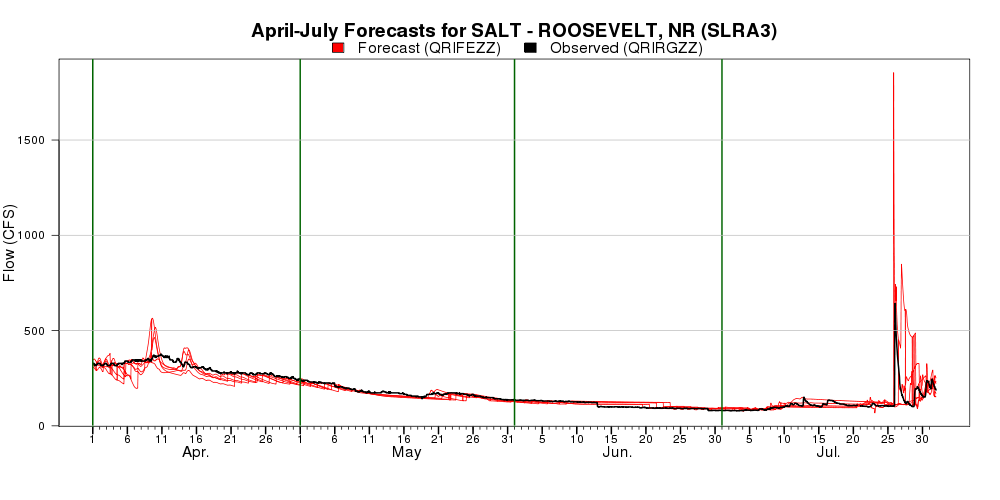 April-July Forecasts for SALT - ROOSEVELT, NR (SLRA3)
Forecast (QRIFEZZ) Observed (QRIRGZZ)
Flow (CFS)
1500
1000
500
0
1 6 11 16 21 26 1 6 11 16 21 26 31 5 10 15 20 25 30 5 10 15 20 25 30
Apr. May Jun. Jul.